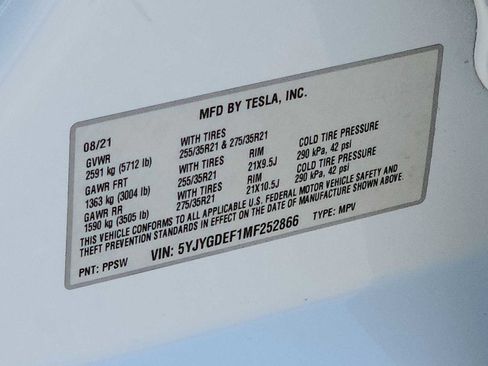 MFD BY TESLA, INC.
08/21
GVWR WITH TIRES
2591 kg (5712 lb) 255/35R21 & 275/35R21
GAWR FRT WITH TIRES RIM COLD TIRE PRESSURE
1363 kg (3004 lb) 255/35R21 21X9.5J 290 kPa, 42 psi
GAWR RR WITH TIRES RIM COLD TIRE PRESSURE
1590 kg (3505 lb) 275/35R21 21X10.5J 290 kPa, 42 psi
THIS VEHICLE CONFORMS TO ALL APPLICABLE U.S. FEDERAL MOTOR VEHICLE SAFETY AND
THEFT PREVENTION STANDARDS IN EFFECT ON THE DATE OF MANUFACTURE SHOWN ABOVE.
PNT: PPSW VIN: 5YJYGDEF1MF252866 TYPE: MPV